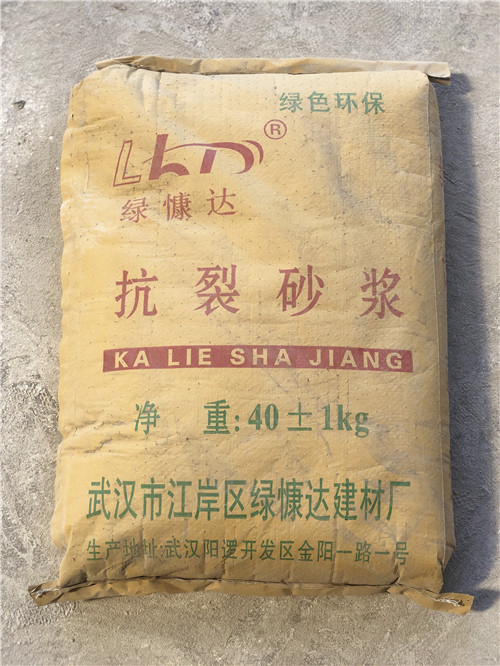 绿色环保
LhD®
绿慷达
抗裂砂浆
KA LIE SHA JIANG
净 重: 40±1kg
武汉市江岸区绿慷达建材厂
生产地址:武汉阳逻开发区金阳一路一号